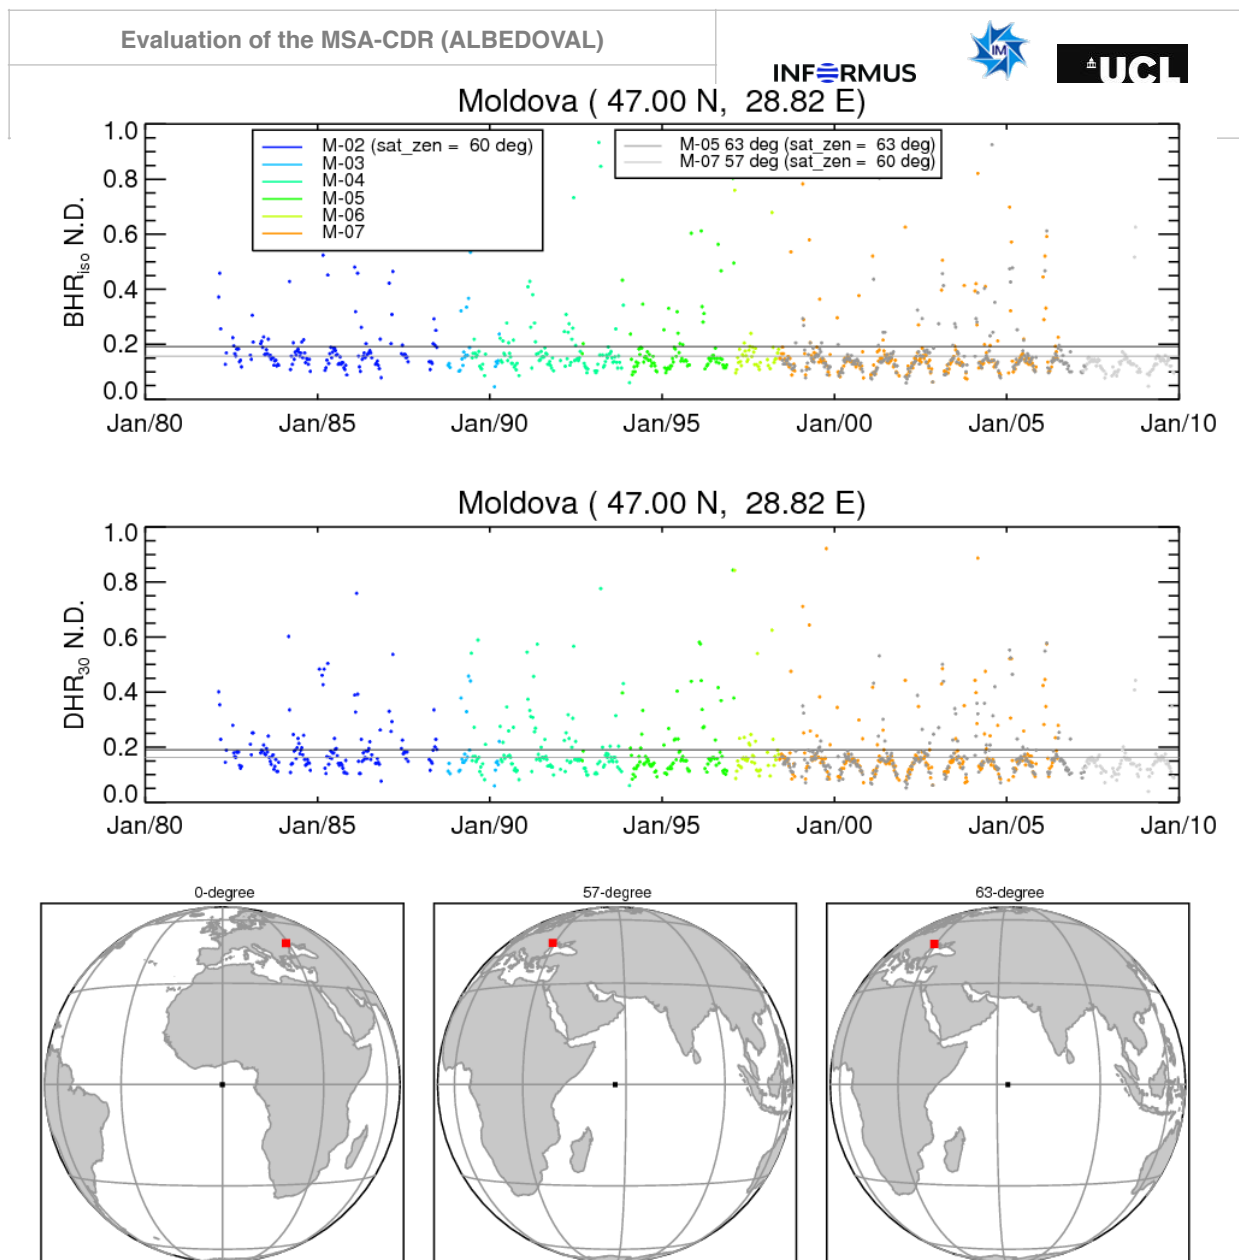 Evaluation of the MSA-CDR (ALBEDOVAL)
INFORMUS
IM
UCL
Moldova ( 47.00 N, 28.82 E)
BHRiso N.D.
1.0
0.8
0.6
0.4
0.2
0.0
M-02 (sat_zen = 60 deg)
M-03
M-04
M-05
M-06
M-07
M-05 63 deg (sat_zen = 63 deg)
M-07 57 deg (sat_zen = 60 deg)
Jan/80 Jan/85 Jan/90 Jan/95 Jan/00 Jan/05 Jan/10
Moldova ( 47.00 N, 28.82 E)
DHR30 N.D.
1.0
0.8
0.6
0.4
0.2
0.0
Jan/80 Jan/85 Jan/90 Jan/95 Jan/00 Jan/05 Jan/10
0-degree 57-degree 63-degree